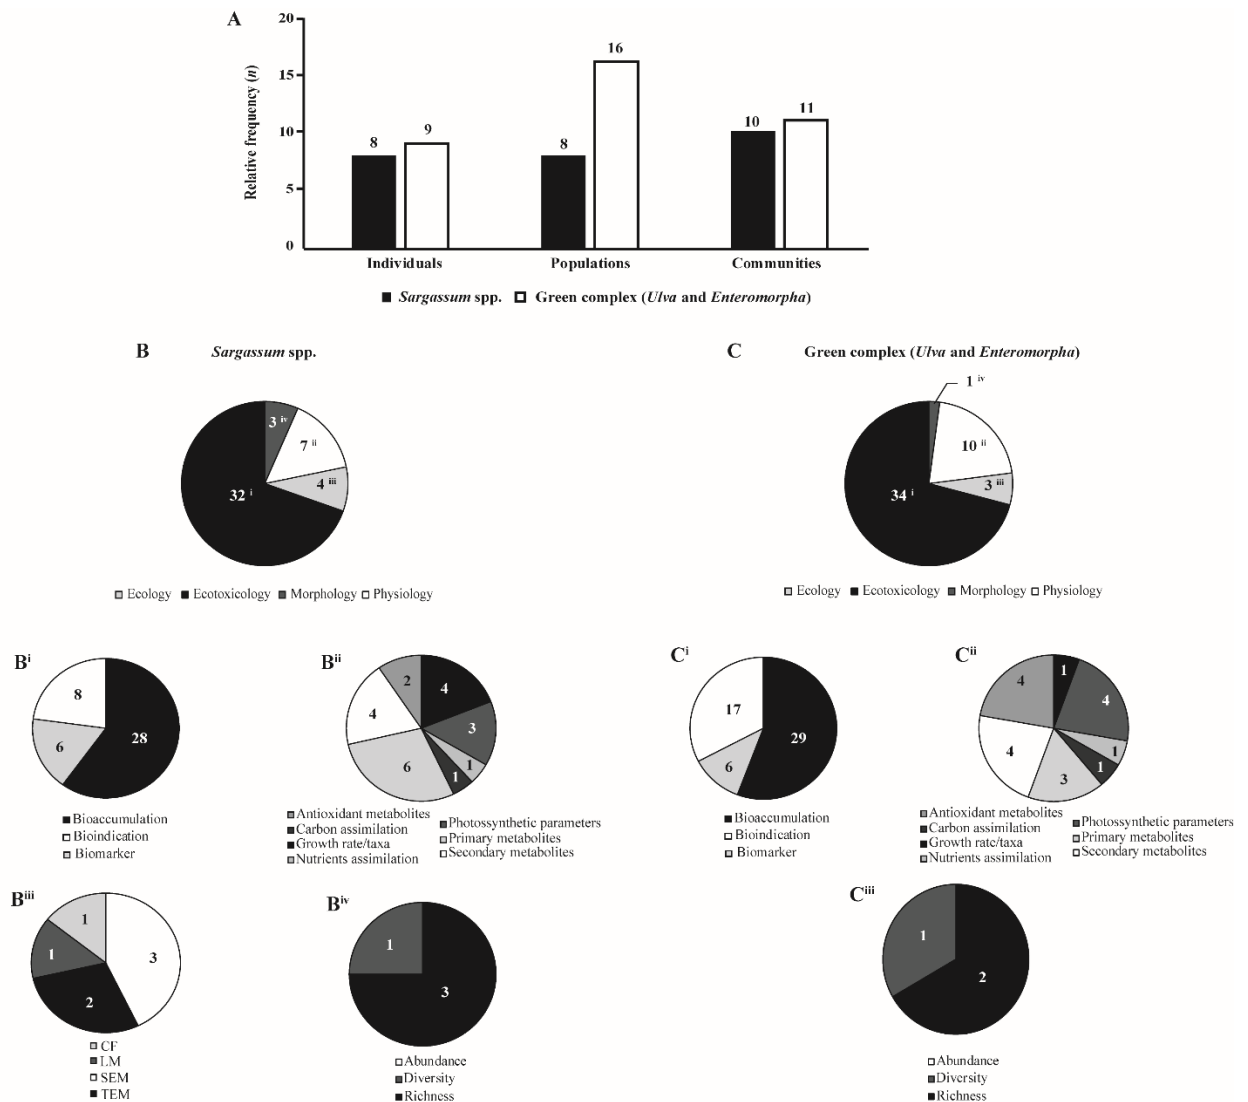 A
Relative frequency (n)
20
15
10
5
0
8
9
8
16
10
11
Individuals
Populations
Communities
Sargassum spp.
Green complex (Ulva and Enteromorpha)
B
Sargassum spp.
3 iv
7 ii
4 iii
32 i
Ecology
Ecotoxicology
Morphology
Physiology
C
Green complex (Ulva and Enteromorpha)
1 iv
10 ii
3 iii
34 i
Ecology
Ecotoxicology
Morphology
Physiology
Bi
8
6
28
Bioaccumulation
Bioindication
Biomarker
Bii
2
4
4
3
6
1
1
Antioxidant metabolites
Carbon assimilation
Growth rate/taxa
Nutrients assimilation
Photossynthetic parameters
Primary metabolites
Secondary metabolites
Ci
17
6
29
Bioaccumulation
Bioindication
Biomarker
Cii
4
1
4
4
3
1
1
Antioxidant metabolites
Carbon assimilation
Growth rate/taxa
Nutrients assimilation
Photosynthetic parameters
Primary metabolites
Secondary metabolites
Biii
1
1
3
2
CF
LM
SEM
TEM
Biv
1
3
Abundance
Diversity
Richness
Ciii
1
2
Abundance
Diversity
Richness